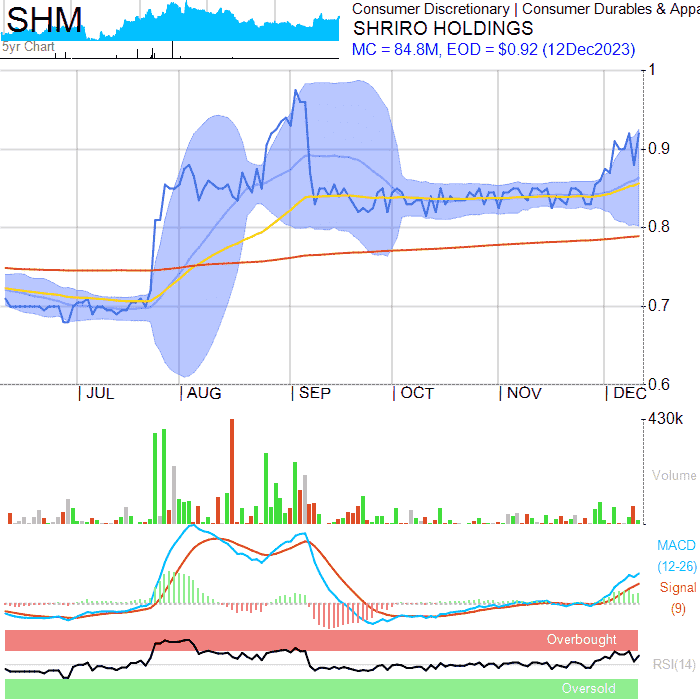 SHM
5yr Chart
Consumer Discretionary | Consumer Durables & Appa
SHRIRO HOLDINGS
MC = 84.8M, EOD = $0.92 (12Dec2023)
1
0.9
0.8
0.7
0.6
| JUL | AUG | SEP | OCT | NOV | DEC
430k
Volume
MACD
(12-26)
Signal
(9)
Overbought
RSI(14)
Oversold